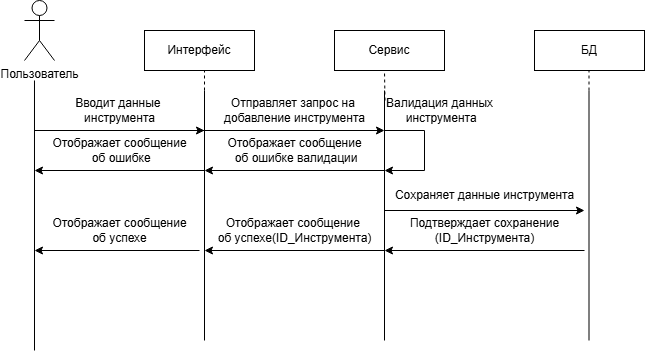 Пользователь
Интерфейс
Сервис
БД
Вводит данные
инструмента
Отправляет запрос на
добавление инструмента
Валидация данных
инструмента
Отображает сообщение
об ошибке
Отображает сообщение
об ошибке валидации
Сохраняет данные инструмента
Отображает сообщение
об успехе
Отображает сообщение
об успехе(ID_Инструмента)
Подтверждает сохранение
(ID_Инструмента)